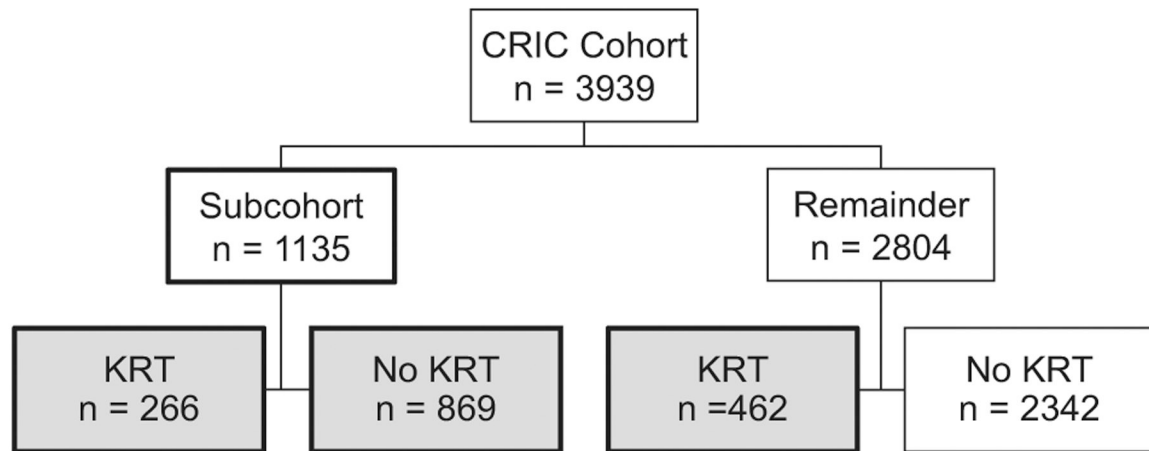 CRIC Cohort
n = 3939
Subcohort
n = 1135
Remainder
n = 2804
KRT
n = 266
No KRT
n = 869
KRT
n =462
No KRT
n = 2342